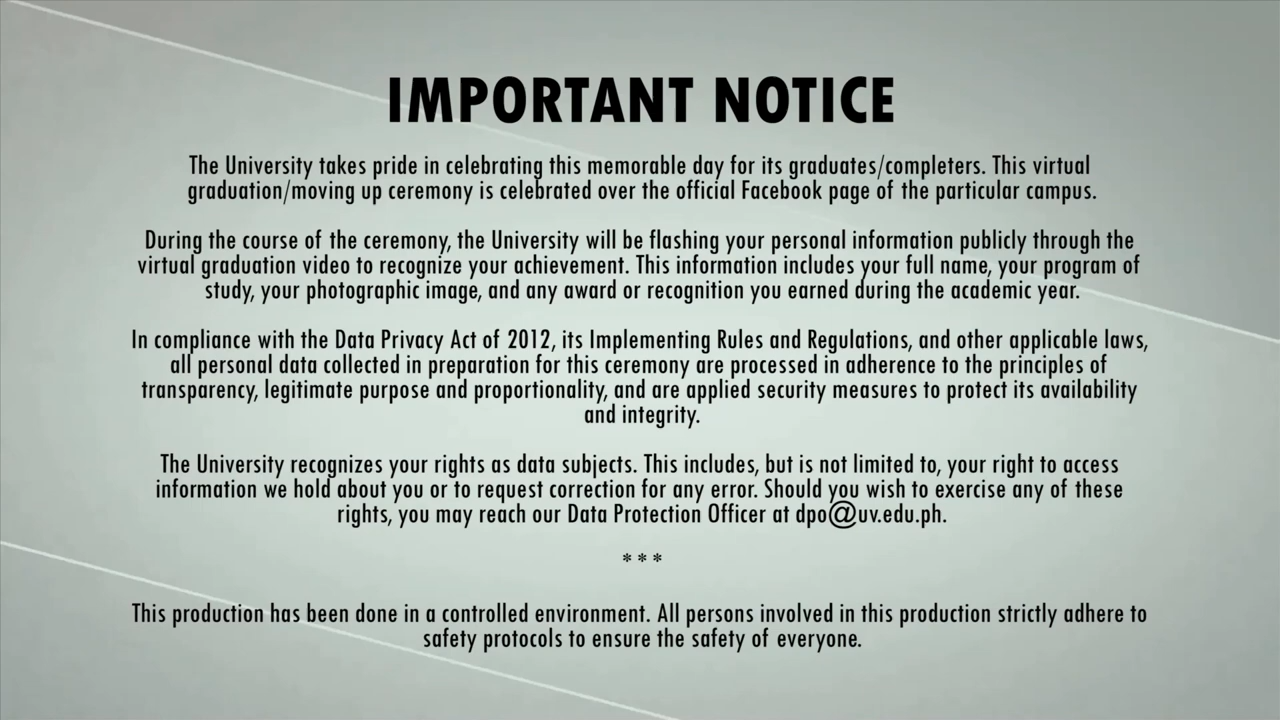 IMPORTANT NOTICE
The University takes pride in celebrating this memorable day for its graduates/completers. This virtual
graduation/moving up ceremony is celebrated over the official Facebook page of the particular campus.
During the course of the ceremony, the University will be flashing your personal information publicly through the
virtual graduation video to recognize your achievement. This information includes your full name, your program of
study, your photographic image, and any award or recognition you earned during the academic year.
In compliance with the Data Privacy Act of 2012, its Implementing Rules and Regulations, and other applicable laws,
all personal data collected in preparation for this ceremony are processed in adherence to the principles of
transparency, legitimate purpose and proportionality, and are applied security measures to protect its availability
and integrity.
The University recognizes your rights as data subjects. This includes, but is not limited to, your right to access
information we hold about you or to request correction for any error. Should you wish to exercise any of these
rights, you may reach our Data Protection Officer at dpo@uv.edu.ph.
* * *
This production has been done in a controlled environment. All persons involved in this production strictly adhere to
safety protocols to ensure the safety of everyone.